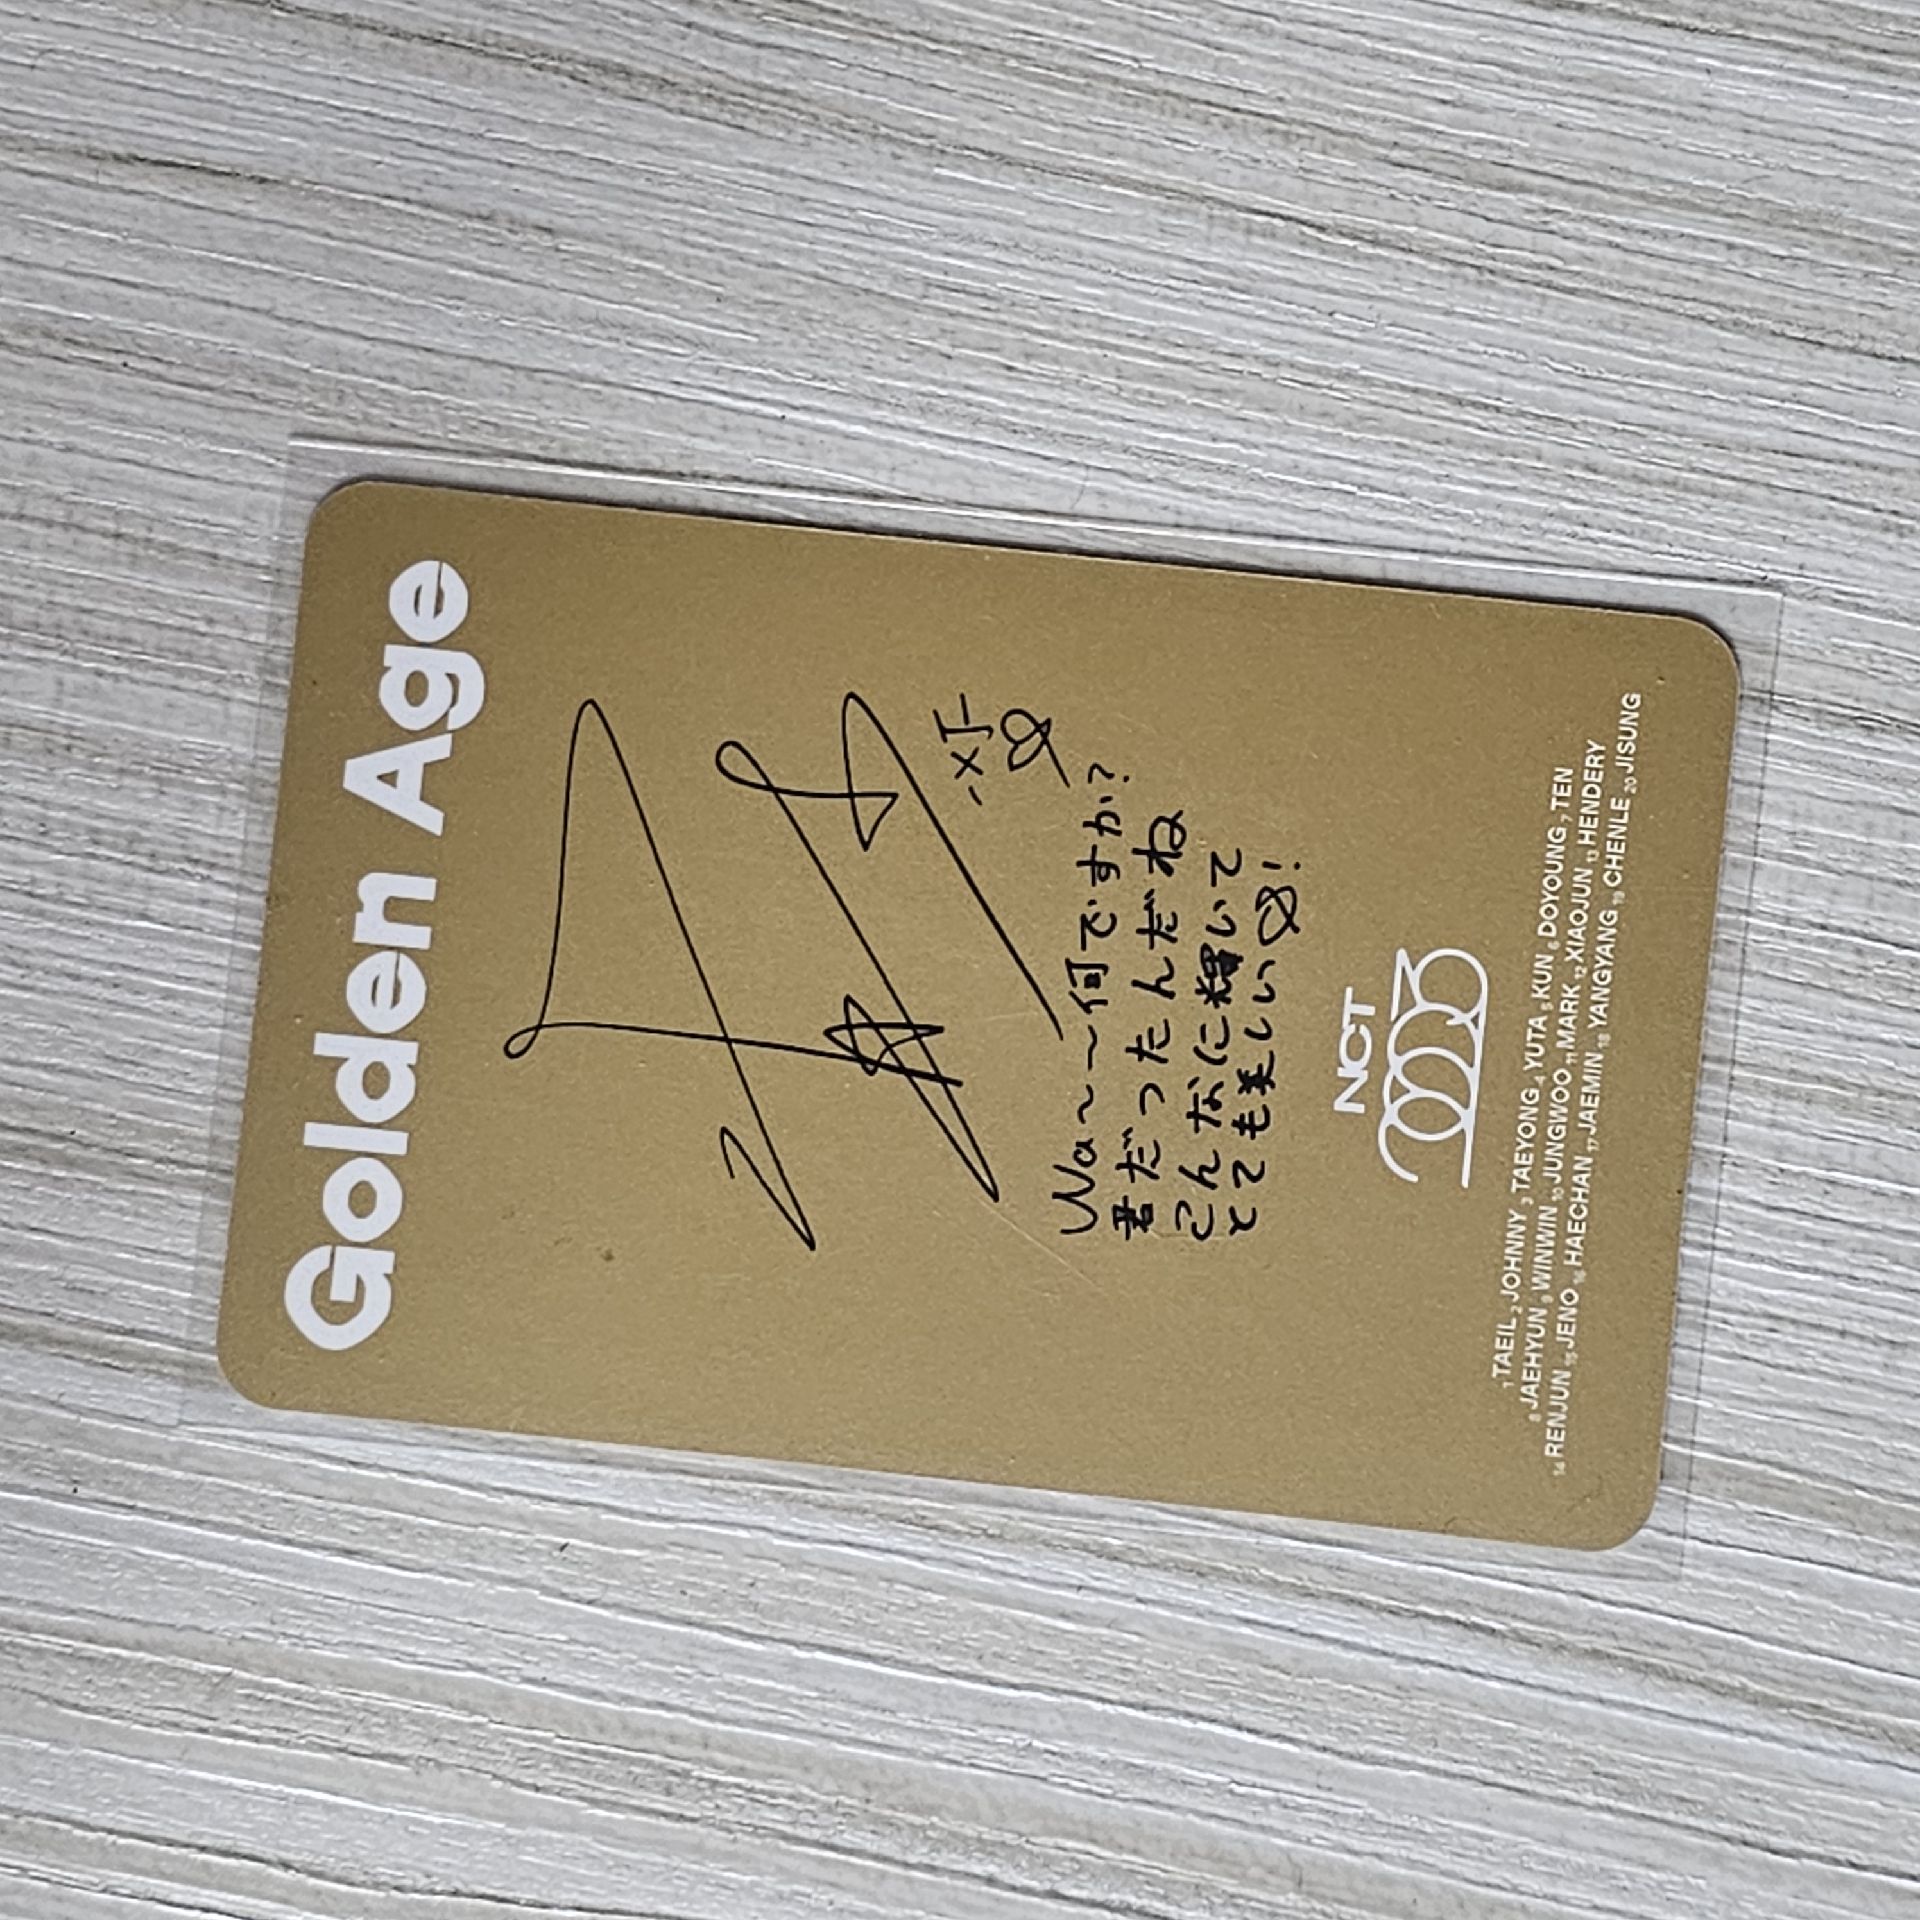 Golden Age
Wa～～～何ですか?
君だったんだね
こんなに輝いて
とても美しい!
NCT
2023
1 TAEIL 2 JOHNNY 3 TAEYONG 4 YUTA 5 KUN 6 DOYOUNG 7 TEN
8 JAEHYUN 9 WINWIN 10 JUNGWOO 11 MARK 12 XIAOJUN 13 HENDERY
14 RENJUN 15 JENO 16 HAECHAN 17 JAEMIN 18 YANGYANG 19 CHENLE 20 JISUNG